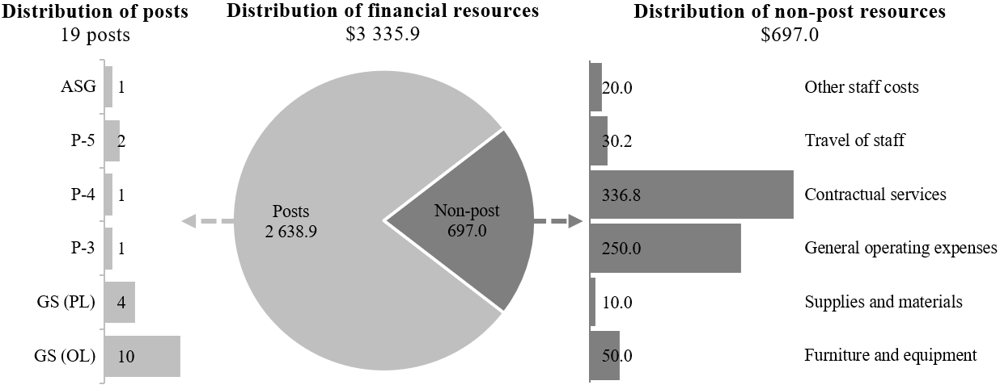 Distribution of posts
19 posts
ASG 1
P-5 2
P-4 1
P-3 1
GS (PL) 4
GS (OL) 10
Distribution of financial resources
$3 335.9
Posts
2 638.9
Non-post
697.0
Distribution of non-post resources
$697.0
20.0 Other staff costs
30.2 Travel of staff
336.8 Contractual services
250.0 General operating expenses
10.0 Supplies and materials
50.0 Furniture and equipment